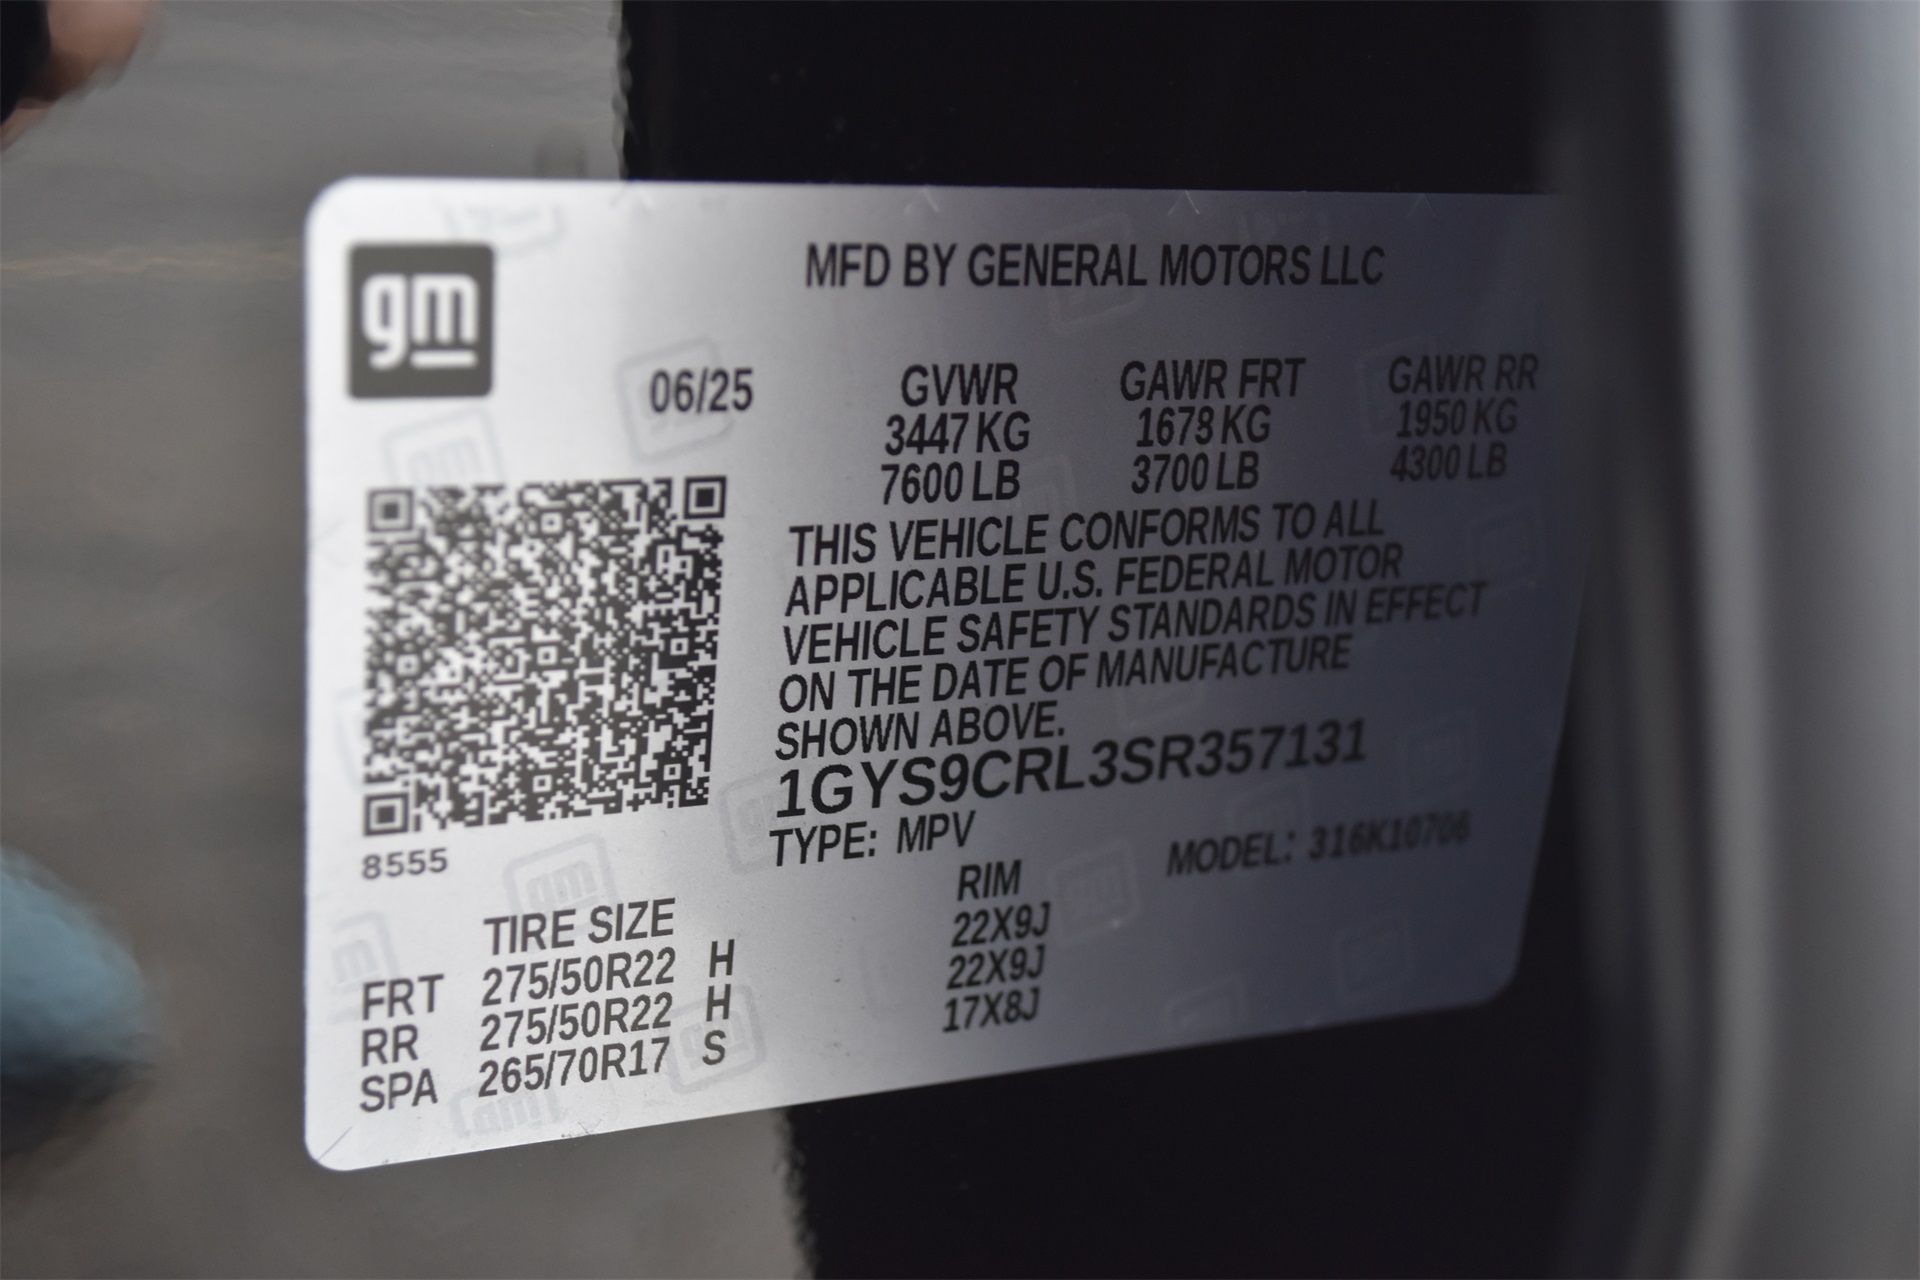 gm
MFD BY GENERAL MOTORS LLC
06/25 GVWR GAWR FRT GAWR RR
3447 KG 1678 KG 1950 KG
7600 LB 3700 LB 4300 LB
THIS VEHICLE CONFORMS TO ALL
APPLICABLE U.S. FEDERAL MOTOR
VEHICLE SAFETY STANDARDS IN EFFECT
ON THE DATE OF MANUFACTURE
SHOWN ABOVE.
1GYS9CRL3SR357131
TYPE: MPV MODEL: 316K10706
8555
TIRE SIZE RIM
FRT 275/50R22 H 22X9J
RR 275/50R22 H 22X9J
SPA 265/70R17 S 17X8J